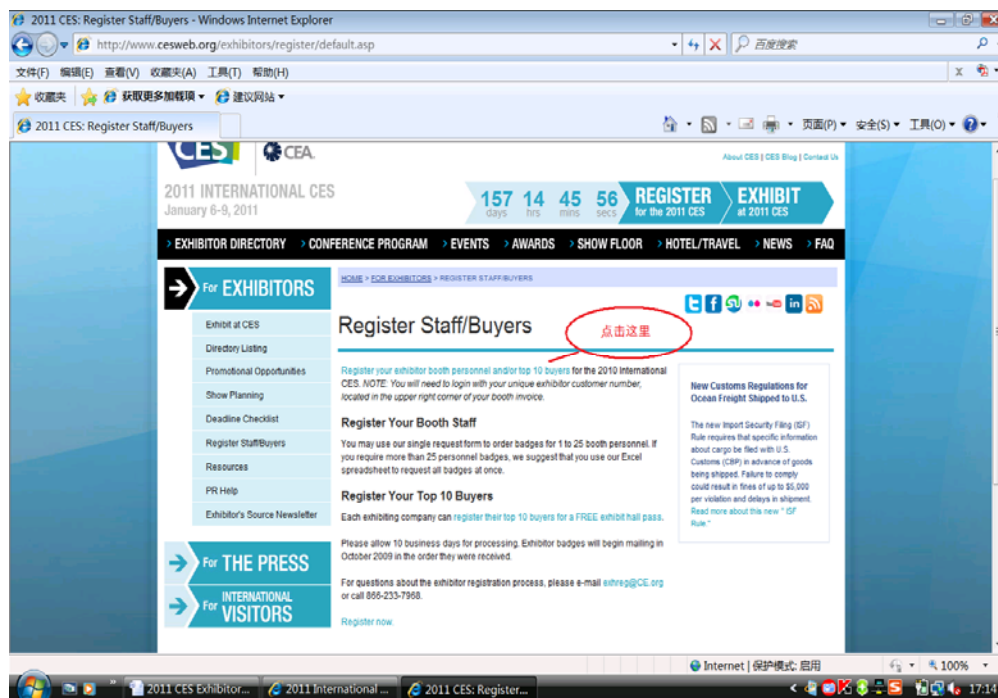 2011 CES: Register Staff/Buyers - Windows Internet Explorer
http://www.cesweb.org/exhibitors/register/default.asp
百度搜索
文件(F) 编辑(E) 查看(V) 收藏夹(A) 工具(T) 帮助(H)
收藏夹 获取更多加载项 建议网站
2011 CES: Register Staff/Buyers
页面(P) 安全(S) 工具(O)
CES CEA
About CES | CES Blog | Contact Us
2011 INTERNATIONAL CES
January 6-9, 2011
157 14 45 56
days hrs mins secs
REGISTER
for the 2011 CES
EXHIBIT
at 2011 CES
> EXHIBITOR DIRECTORY > CONFERENCE PROGRAM > EVENTS > AWARDS > SHOW FLOOR > HOTEL/TRAVEL > NEWS > FAQ
For EXHIBITORS
Exhibit at CES
Directory Listing
Promotional Opportunities
Show Planning
Deadline Checklist
Register Staff/Buyers
Resources
PR Help
Exhibitor's Source Newsletter
For THE PRESS
For INTERNATIONAL
VISITORS
HOME > FOR EXHIBITORS > REGISTER STAFF/BUYERS
Register Staff/Buyers
点击这里
Register your exhibitor booth personnel and/or top 10 buyers for the 2010 International
CES. NOTE: You will need to login with your unique exhibitor customer number,
located in the upper right corner of your booth invoice.
Register Your Booth Staff
You may use our single request form to order badges for 1 to 25 booth personnel. If
you require more than 25 personnel badges, we suggest that you use our Excel
spreadsheet to request all badges at once.
Register Your Top 10 Buyers
Each exhibiting company can register their top 10 buyers for a FREE exhibit hall pass.
Please allow 10 business days for processing. Exhibitor badges will begin mailing in
October 2009 in the order they were received.
For questions about the exhibitor registration process, please e-mail exhreg@CE.org
or call 866-233-7968.
Register now.
New Customs Regulations for
Ocean Freight Shipped to U.S.
The new Import Security Filing (ISF)
Rule requires that specific information
about cargo be filed with U.S.
Customs (CBP) in advance of goods
being shipped. Failure to comply
could result in fines of up to $5,000
per violation and delays in shipment.
Read more about this new " ISF
Rule."
Internet | 保护模式: 启用
100%
2011 CES Exhibitor... 2011 International ... 2011 CES: Register...
17:14